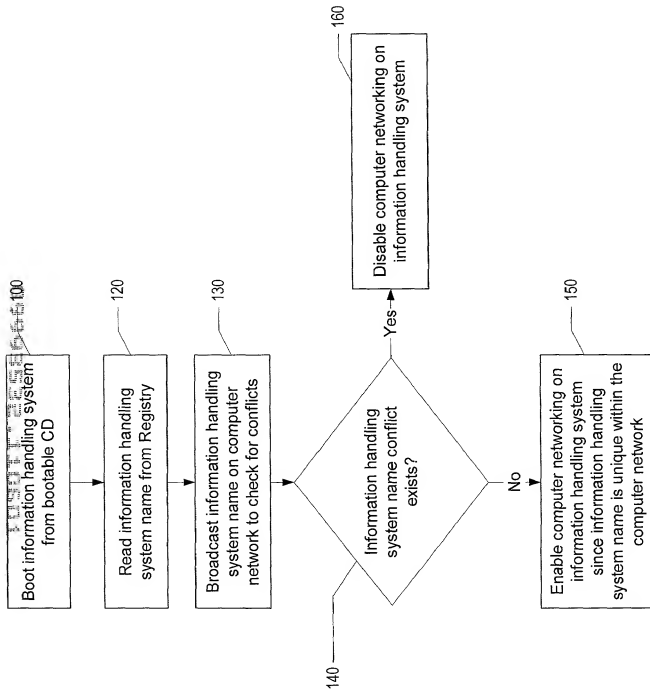 100
Boot information handling system
from bootable CD
120
Read information handling
system name from Registry
130
Broadcast information handling
system name on computer
network to check for conflicts
140
Information handling
system name conflict
exists?
Yes
160
Disable computer networking on
information handling system
No
150
Enable computer networking on
information handling system
since information handling
system name is unique within the
computer network